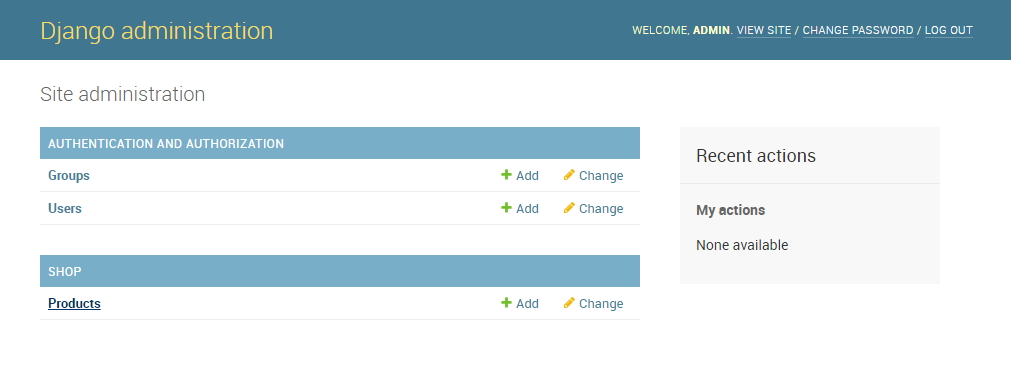 Django administration
WELCOME, ADMIN. VIEW SITE / CHANGE PASSWORD / LOG OUT
Site administration
AUTHENTICATION AND AUTHORIZATION
Groups Add Change
Users Add Change
SHOP
Products Add Change
Recent actions
My actions
None available